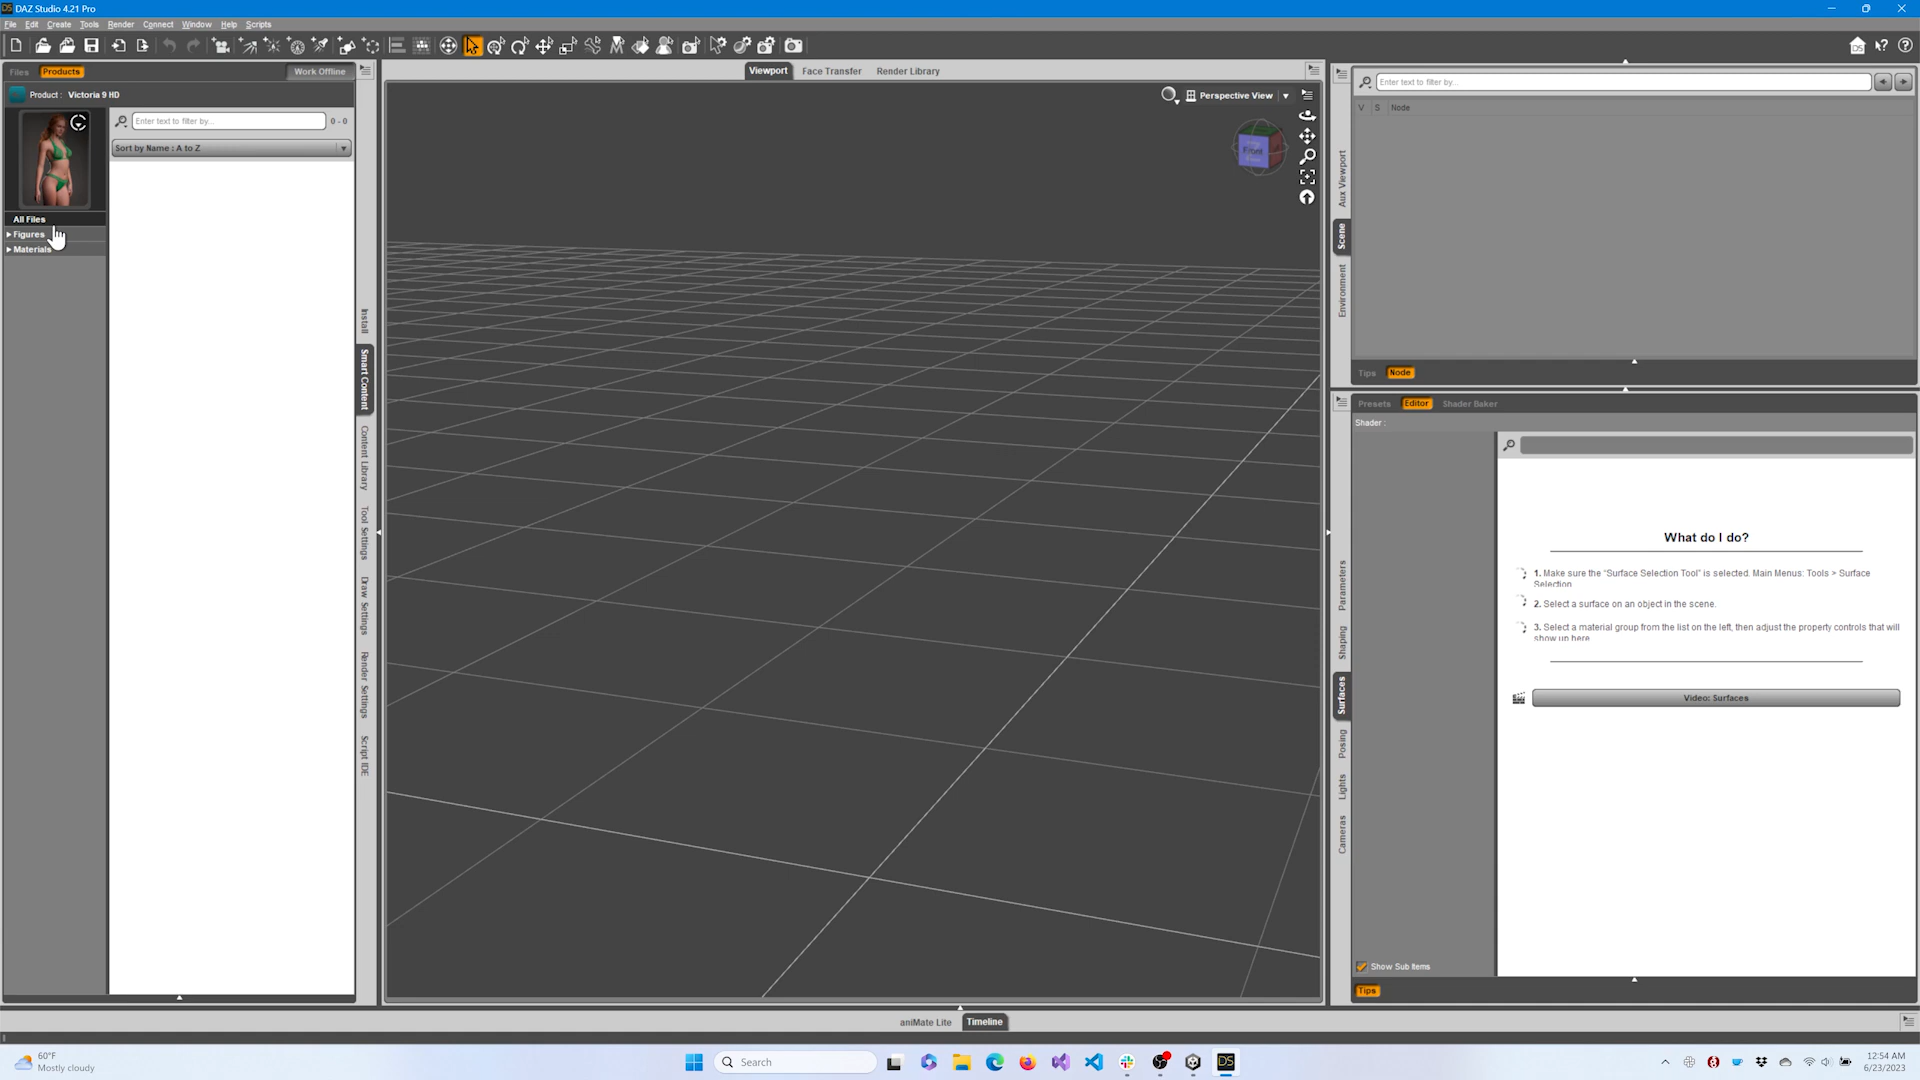 DAZ Studio 4.21 Pro
File Edit Create Tools Render Connect Window Help Scripts
Files Products Work Offline
Product : Victoria 9 HD
Enter text to filter by... 0 - 0
Sort by Name : A to Z
All Files
Figures
Materials
Install
Smart Content
Content Library
Tool Settings
Draw Settings
Render Settings
Script IDE
Viewport Face Transfer Render Library
Perspective View
Front
Aux Viewport
Scene
Environment
Enter text to filter by...
V S Node
Tips Node
Presets Editor Shader Baker
Shader :
Parameters
Shaping
Surfaces
Posing
Lights
Cameras
What do I do?
1. Make sure the "Surface Selection Tool" is selected. Main Menus: Tools > Surface
Selection
2. Select a surface on an object in the scene.
3. Select a material group from the list on the left, then adjust the property controls that will
show up here
Video: Surfaces
Show Sub Items
Tips
aniMate Lite Timeline
60°F
Mostly cloudy
Search
DS
12:54 AM
6/23/2023